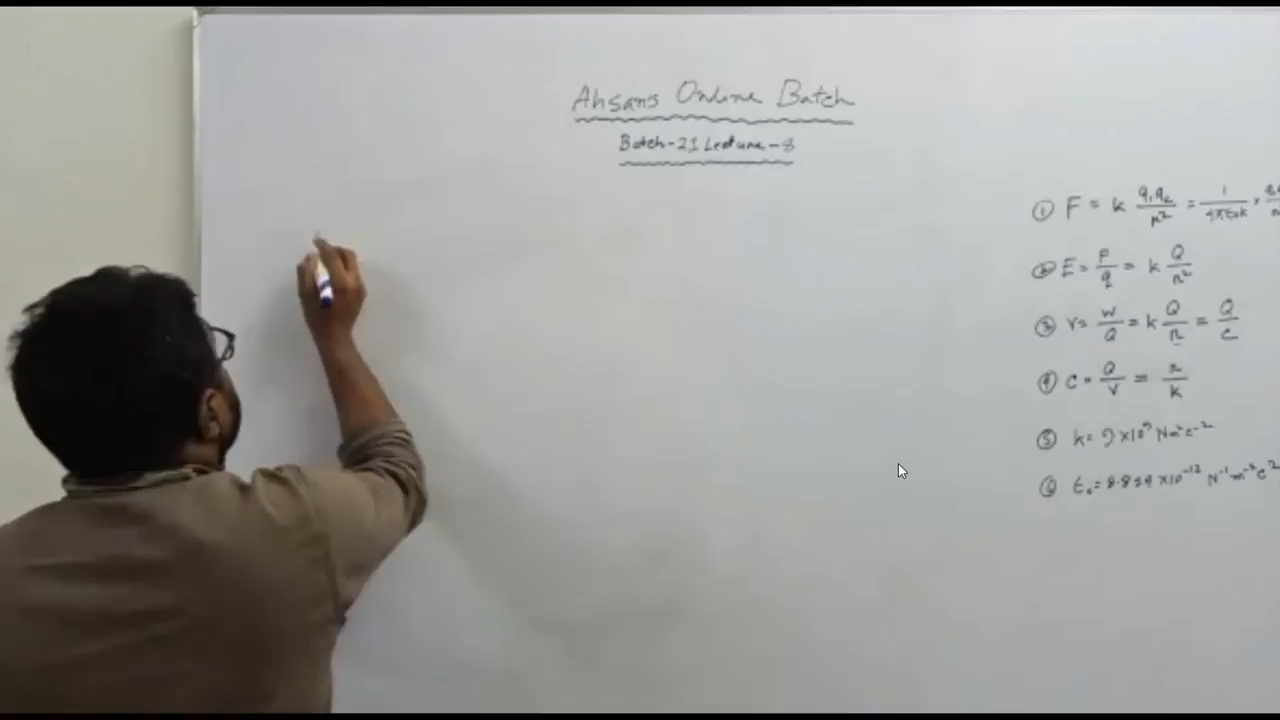 Ahsans Online Batch
Batch-21 Lecture-8
① F = k q₁q₂/r² = 1/4πε₀k ×
② E = F/q = k Q/r²
③ V = W/Q = k Q/r = Q/C
④ C = Q/V = r/k
⑤ k = 9×10⁹ Nm²C⁻²
⑥ ε₀ = 8.854 ×10⁻¹² N⁻¹m⁻²C²